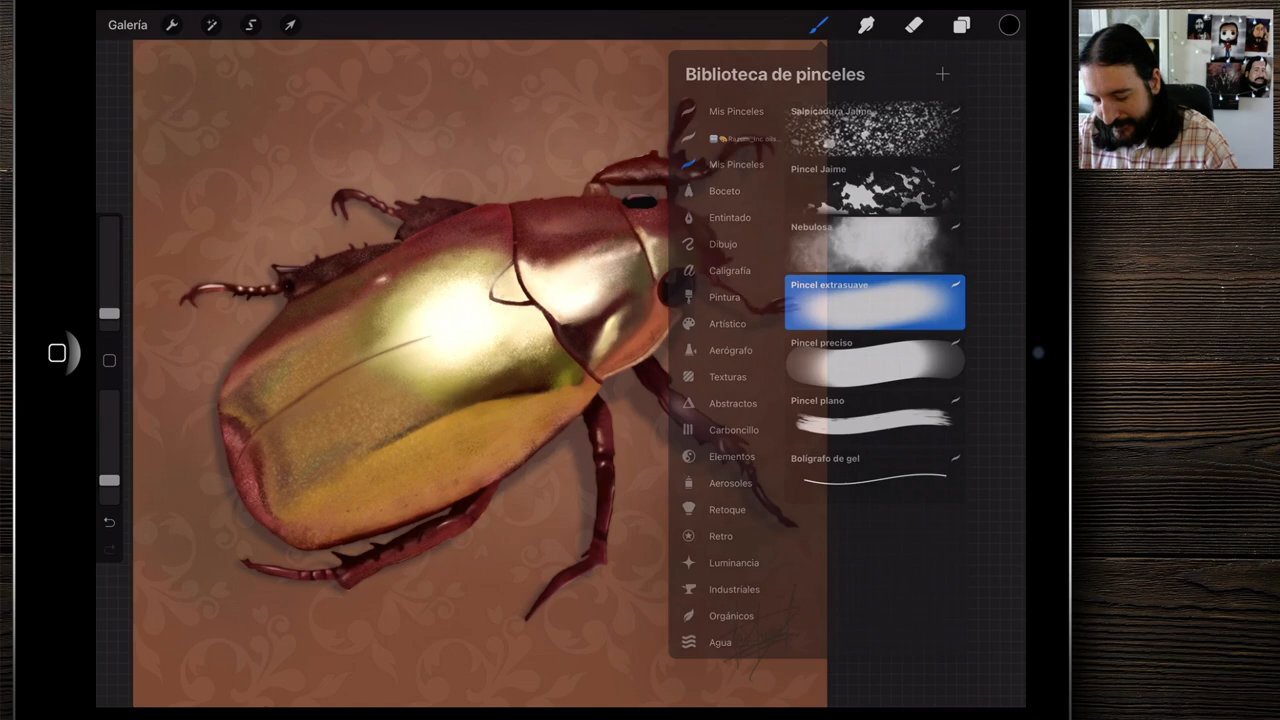 Galería
Biblioteca de pinceles
Mis Pinceles
Mis Pinceles
Boceto
Entintado
Dibujo
Caligrafía
Pintura
Artístico
Aerógrafo
Texturas
Abstractos
Carboncillo
Elementos
Aerosoles
Retoque
Retro
Luminancia
Industriales
Orgánicos
Agua
Salpicadura Jaime
Pincel Jaime
Nebulosa
Pincel extrasuave
Pincel preciso
Pincel plano
Bolígrafo de gel